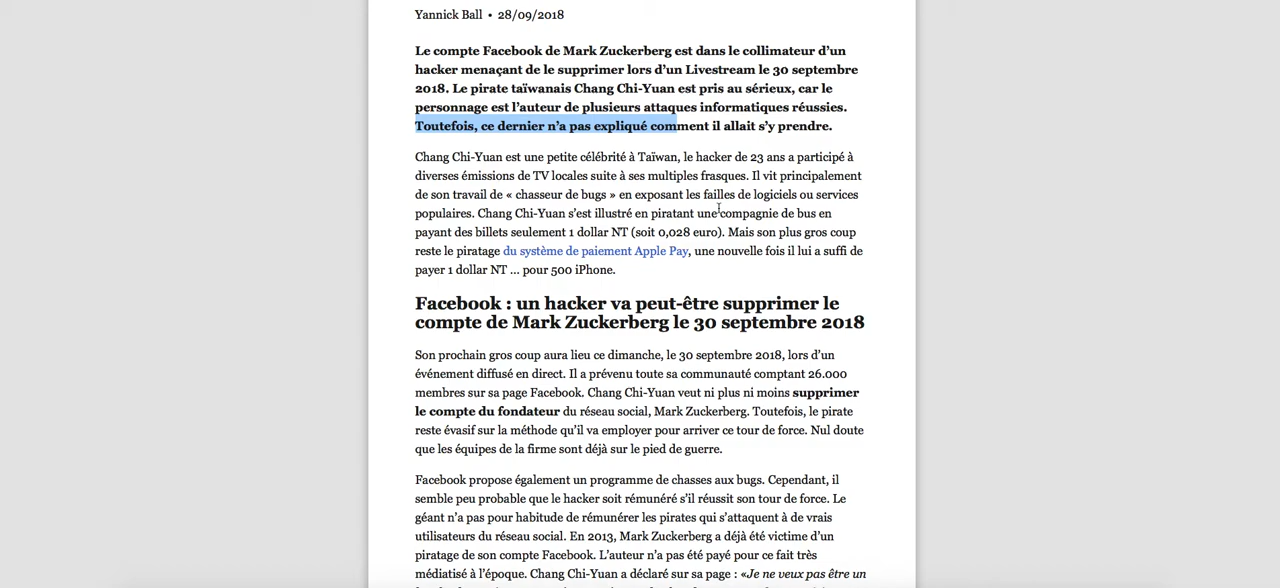 Yannick Ball • 28/09/2018
Le compte Facebook de Mark Zuckerberg est dans le collimateur d’un
hacker menaçant de le supprimer lors d’un Livestream le 30 septembre
2018. Le pirate taïwanais Chang Chi-Yuan est pris au sérieux, car le
personnage est l’auteur de plusieurs attaques informatiques réussies.
Toutefois, ce dernier n’a pas expliqué comment il allait s’y prendre.
Chang Chi-Yuan est une petite célébrité à Taïwan, le hacker de 23 ans a participé à
diverses émissions de TV locales suite à ses multiples frasques. Il vit principalement
de son travail de « chasseur de bugs » en exposant les failles de logiciels ou services
populaires. Chang Chi-Yuan s’est illustré en piratant une compagnie de bus en
payant des billets seulement 1 dollar NT (soit 0,028 euro). Mais son plus gros coup
reste le piratage du système de paiement Apple Pay, une nouvelle fois il lui a suffi de
payer 1 dollar NT … pour 500 iPhone.
Facebook : un hacker va peut-être supprimer le
compte de Mark Zuckerberg le 30 septembre 2018
Son prochain gros coup aura lieu ce dimanche, le 30 septembre 2018, lors d’un
événement diffusé en direct. Il a prévenu toute sa communauté comptant 26.000
membres sur sa page Facebook. Chang Chi-Yuan veut ni plus ni moins supprimer
le compte du fondateur du réseau social, Mark Zuckerberg. Toutefois, le pirate
reste évasif sur la méthode qu’il va employer pour arriver ce tour de force. Nul doute
que les équipes de la firme sont déjà sur le pied de guerre.
Facebook propose également un programme de chasses aux bugs. Cependant, il
semble peu probable que le hacker soit rémunéré s’il réussit son tour de force. Le
géant n’a pas pour habitude de rémunérer les pirates qui s’attaquent à de vrais
utilisateurs du réseau social. En 2013, Mark Zuckerberg a déjà été victime d’un
piratage de son compte Facebook. L’auteur n’a pas été payé pour ce fait très
médiatisé à l’époque. Chang Chi-Yuan a déclaré sur sa page : «Je ne veux pas être un